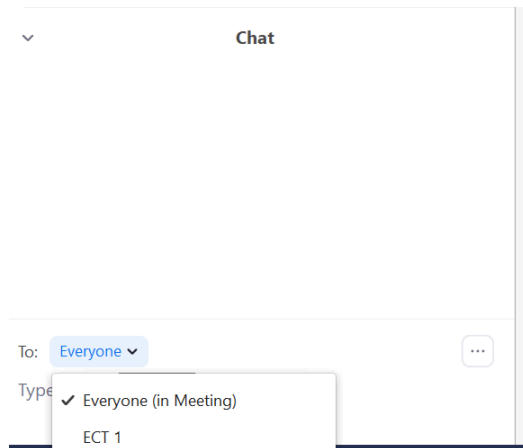 Chat
To: Everyone
Type
Everyone (in Meeting)
ECT 1